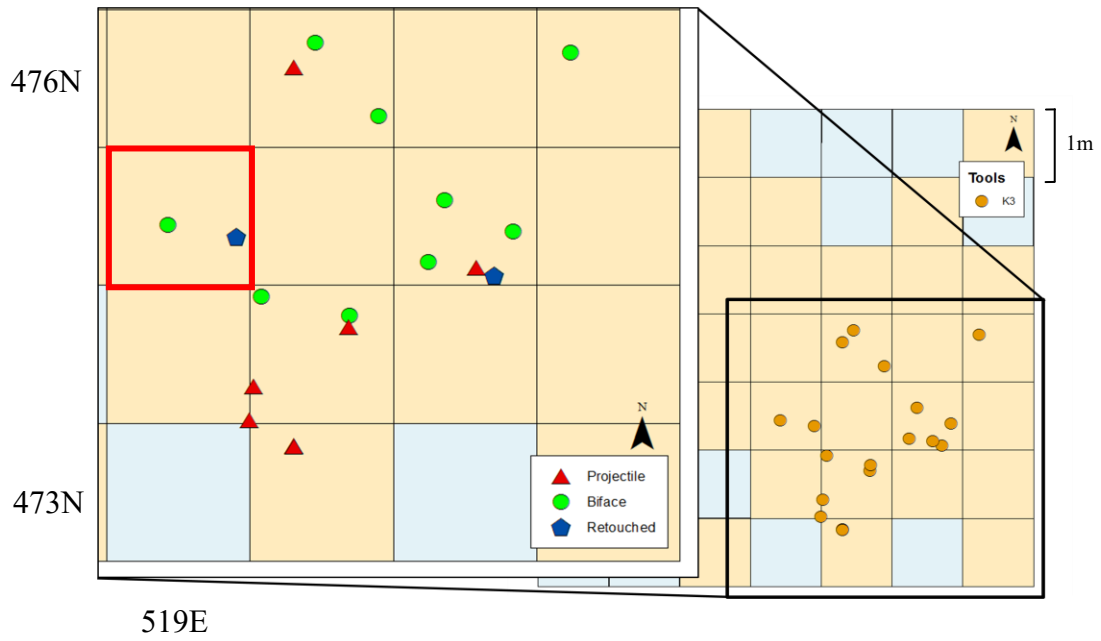 476N
N
1m
Tools
K3
N
Projectile
Biface
Retouched
473N
519E